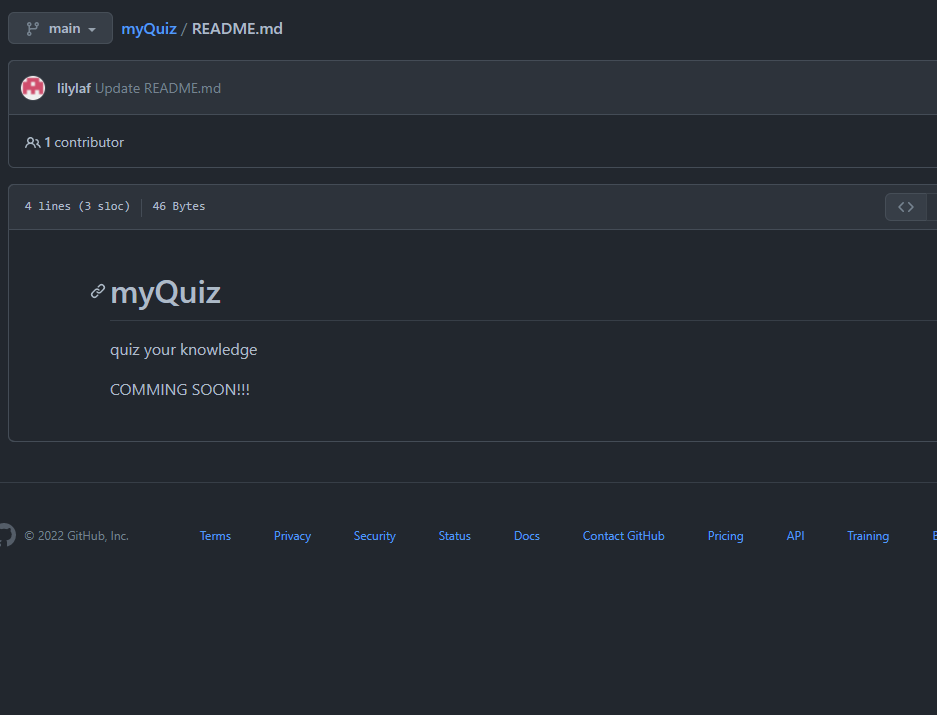 main myQuiz / README.md
lilylaf Update README.md
1 contributor
4 lines (3 sloc) 46 Bytes
myQuiz
quiz your knowledge
COMMING SOON!!!
© 2022 GitHub, Inc. Terms Privacy Security Status Docs Contact GitHub Pricing API Training